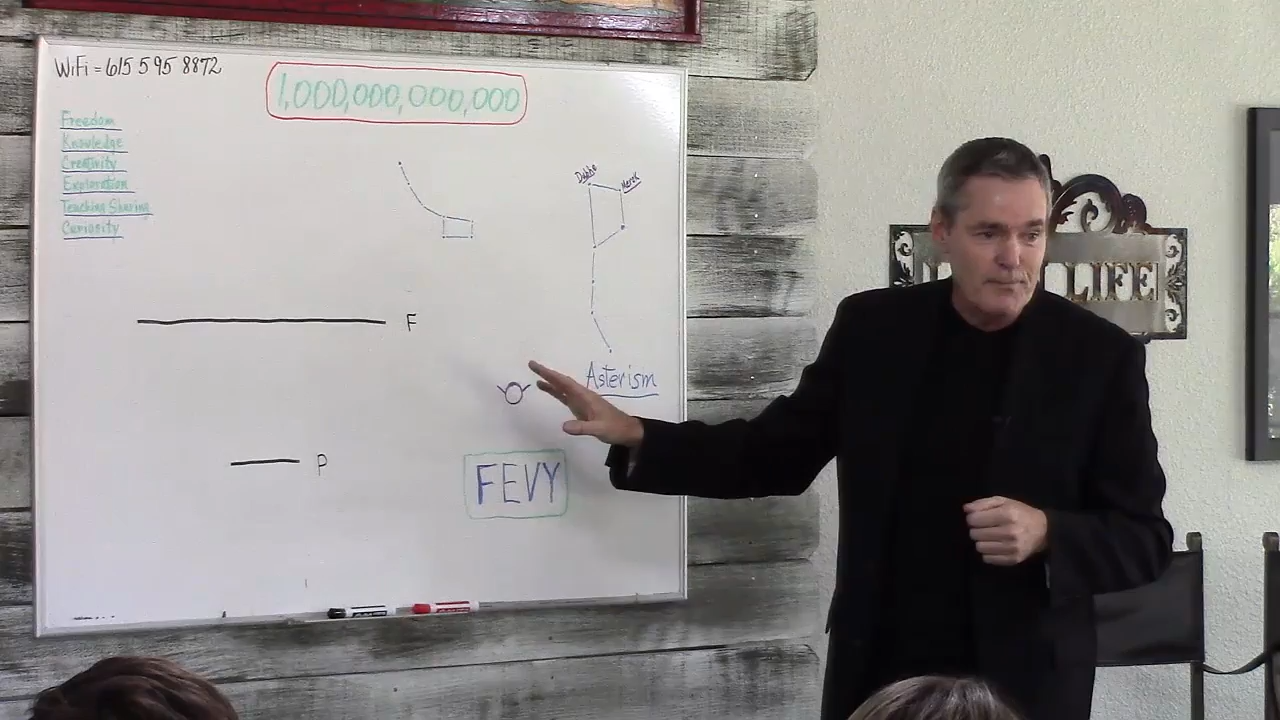 WiFi = 615 595 8872
1,000,000,000,000
Freedom
Knowledge
Creativity
Exploration
Teaching Sharing
Curiosity
Merak
F
Asterism
P
FEVY
LIFE